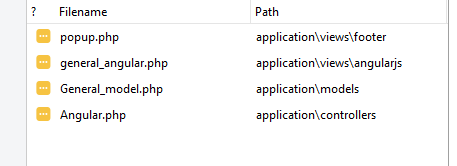 ? Filename Path
popup.php application\views\footer
general_angular.php application\views\angularjs
General_model.php application\models
Angular.php application\controllers